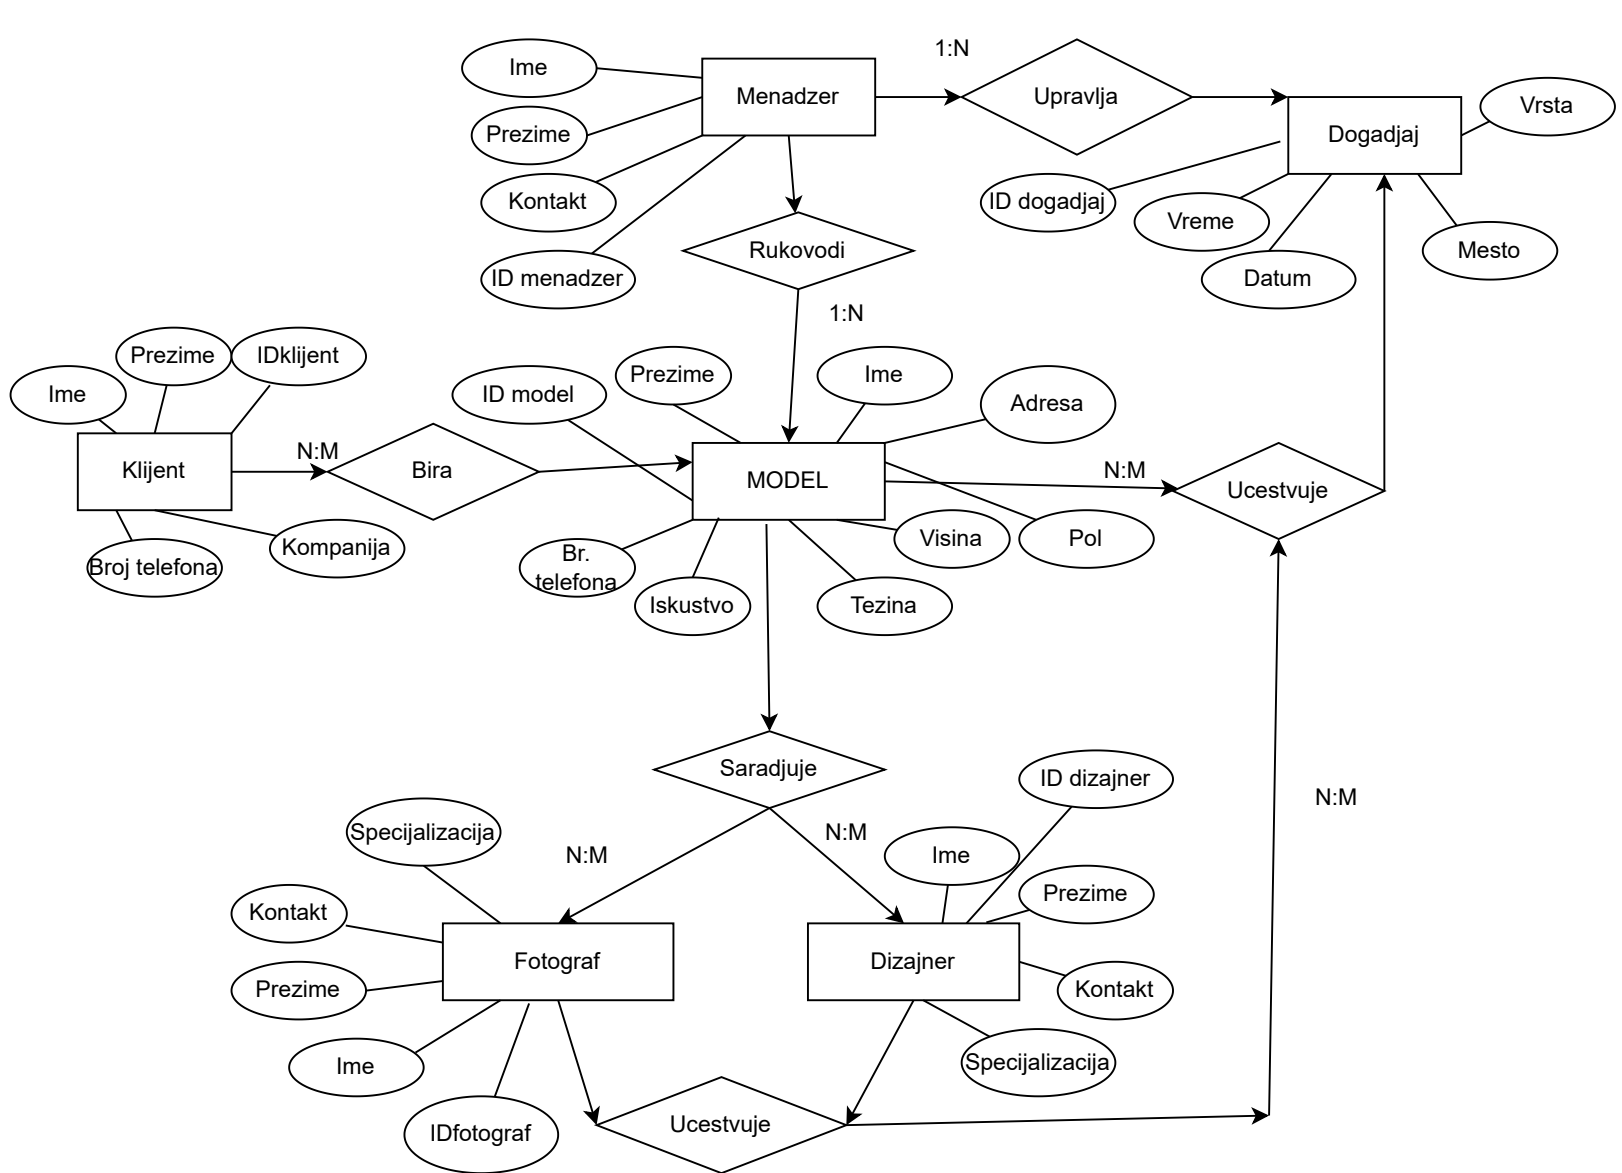 1:N
Ime
Menadzer
Upravlja
Vrsta
Prezime
Dogadjaj
Kontakt
ID dogadjaj
Vreme
Rukovodi
Mesto
ID menadzer
Datum
1:N
Prezime
IDklijent
Prezime
Ime
Ime
ID model
Adresa
N:M
Klijent
Bira
MODEL
N:M
Ucestvuje
Kompanija
Visina
Pol
Broj telefona
Br.
telefona
Iskustvo
Tezina
Saradjuje
ID dizajner
N:M
Specijalizacija
N:M
N:M
Ime
Prezime
Kontakt
Fotograf
Dizajner
Prezime
Kontakt
Ime
Specijalizacija
IDfotograf
Ucestvuje